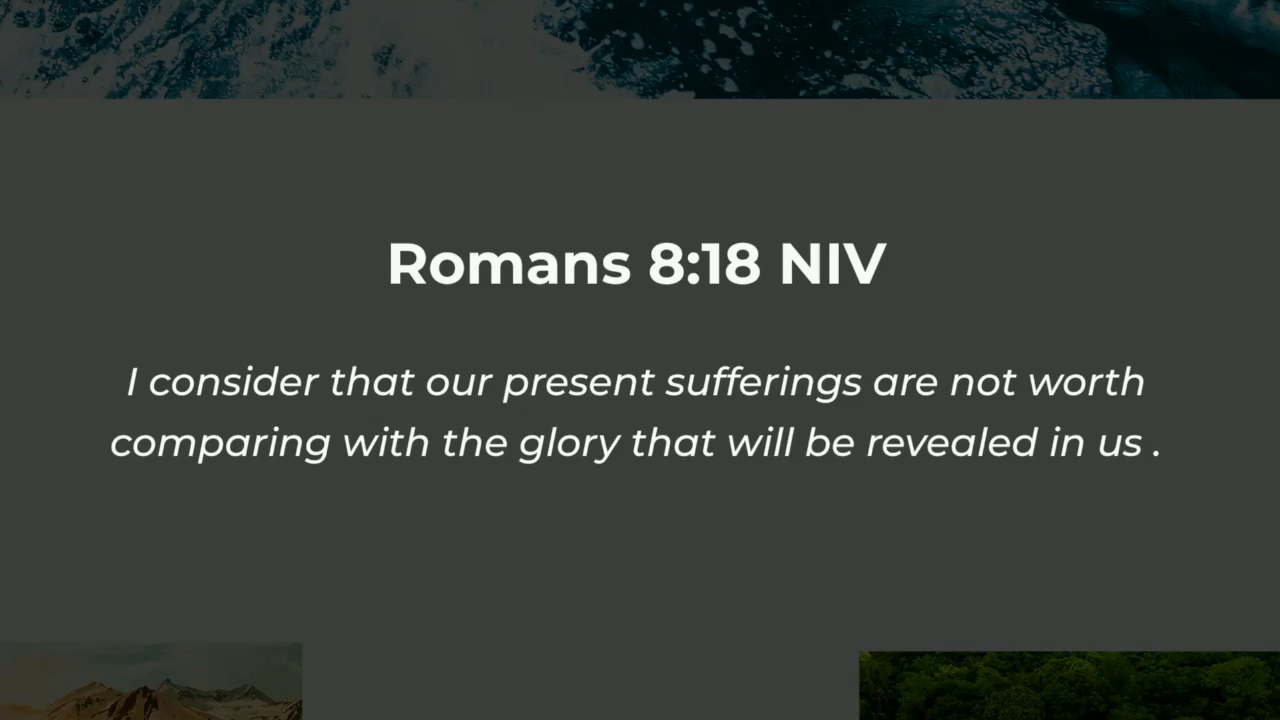 Romans 8:18 NIV
I consider that our present sufferings are not worth
comparing with the glory that will be revealed in us .